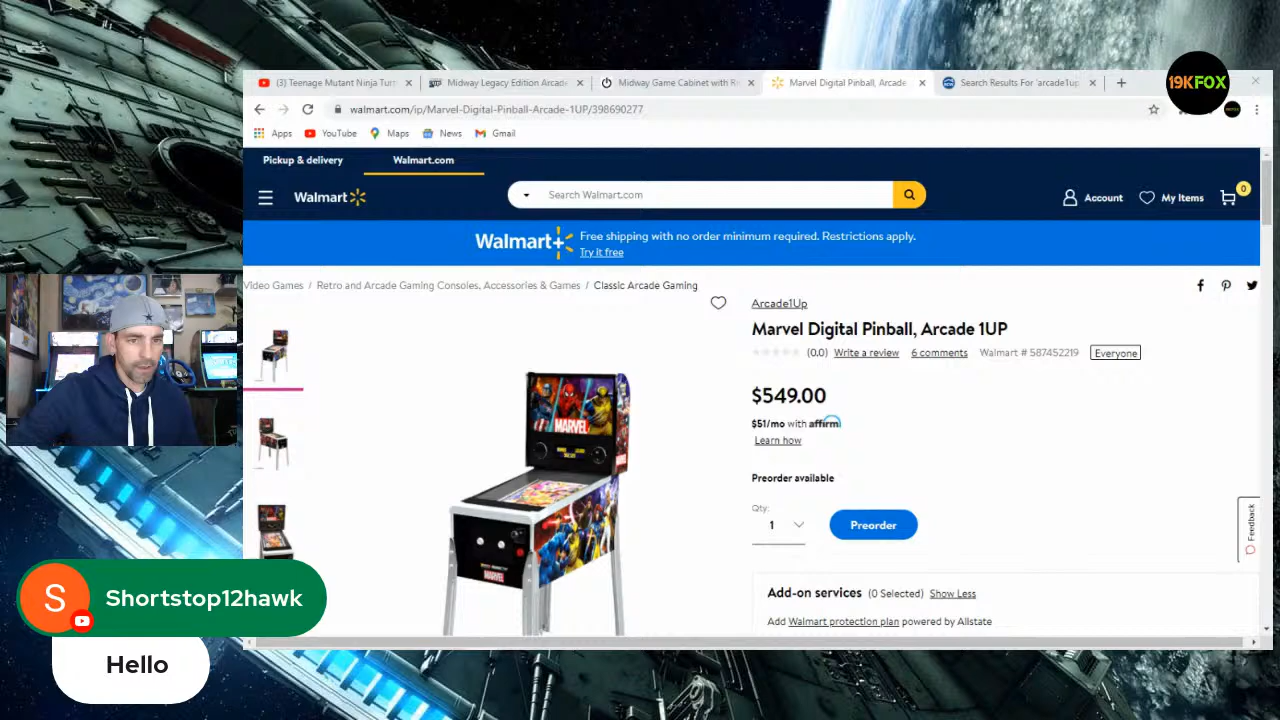 19KFOX
(3) Teenage Mutant Ninja Turt
Midway Legacy Edition Arcade
Midway Game Cabinet with Ri
Marvel Digital Pinball, Arcade
Search Results For 'arcade1up
walmart.com/ip/Marvel-Digital-Pinball-Arcade-1UP/398690277
Apps YouTube Maps News Gmail
Pickup & delivery Walmart.com
Walmart Search Walmart.com Account My Items 0
Walmart+ Free shipping with no order minimum required. Restrictions apply.
Try it free
Video Games / Retro and Arcade Gaming Consoles, Accessories & Games / Classic Arcade Gaming
Arcade1Up
Marvel Digital Pinball, Arcade 1UP
(0.0) Write a review 6 comments Walmart # 587452219 Everyone
$549.00
$51/mo with affirm
Learn how
Preorder available
Qty:
1 Preorder
Feedback
Add-on services (0 Selected) Show Less
Add Walmart protection plan powered by Allstate
MARVEL
MARVEL
S Shortstop12hawk
Hello